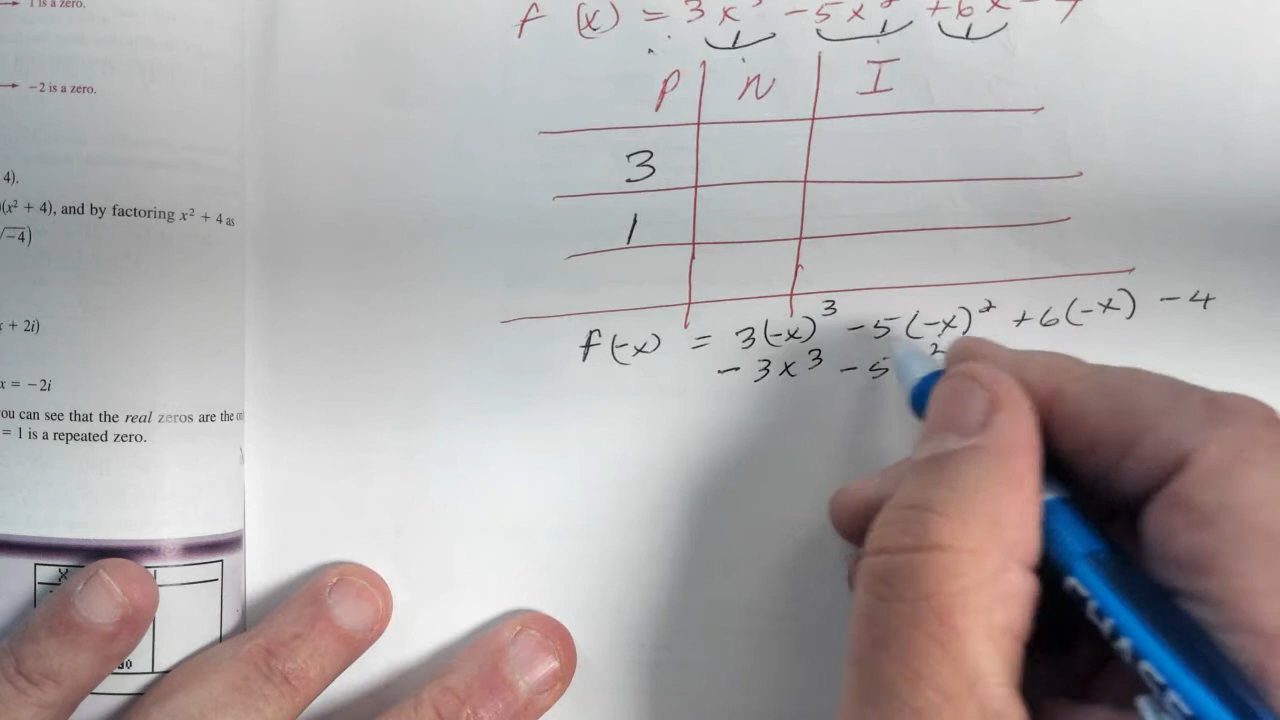 1 is a zero.
f (x) = 3x³ - 5x² + 6x - 4
-2 is a zero.
P N I
4).
3
(x² + 4), and by factoring x² + 4 as
√-4)
1
x + 2i)
f(-x) = 3(-x)³ - 5(-x)² + 6(-x) - 4
- 3x³ - 5 ²
x = -2i
ou can see that the real zeros are the
= 1 is a repeated zero.
x